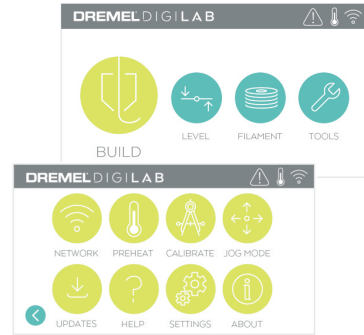 DREMEL DIGILAB
LEVEL FILAMENT TOOLS
BUILD
DREMEL DIGILAB
NETWORK PREHEAT CALIBRATE JOG MODE
UPDATES HELP SETTINGS ABOUT